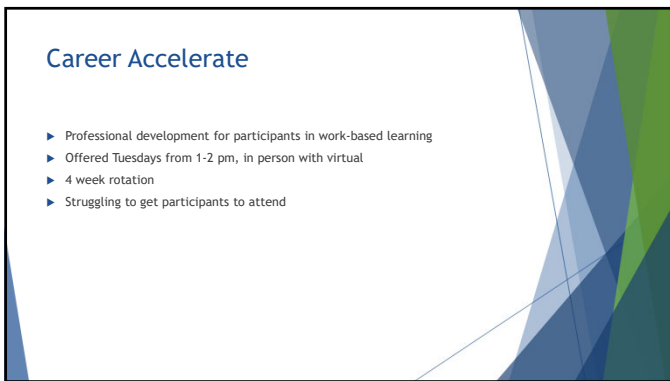 Career Accelerate
Professional development for participants in work-based learning
Offered Tuesdays from 1-2 pm, in person with virtual
4 week rotation
Struggling to get participants to attend